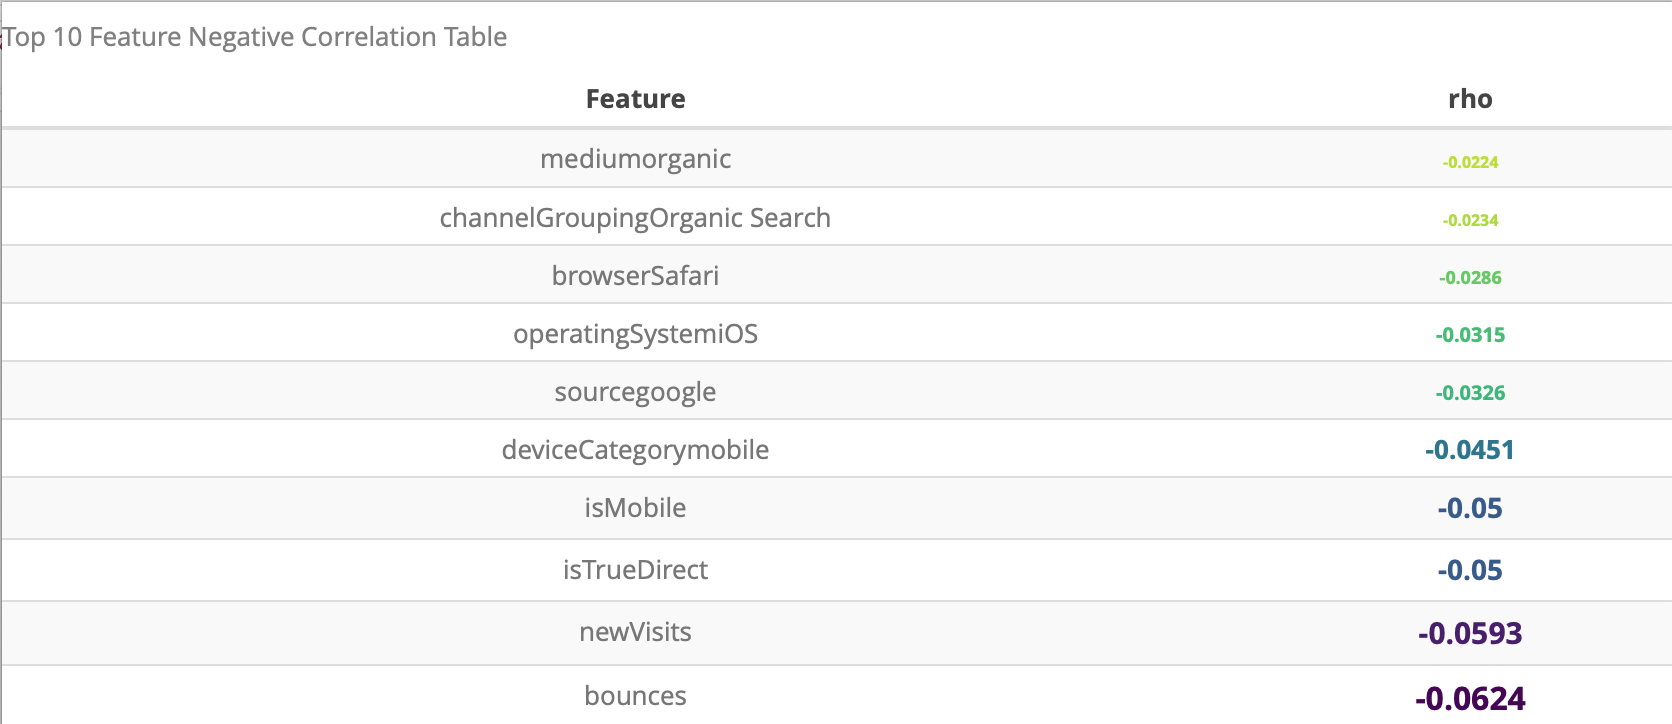 Top 10 Feature Negative Correlation Table
Feature rho
mediumorganic -0.0224
channelGroupingOrganic Search -0.0234
browserSafari -0.0286
operatingSystemiOS -0.0315
sourcegoogle -0.0326
deviceCategorymobile -0.0451
isMobile -0.05
isTrueDirect -0.05
newVisits -0.0593
bounces -0.0624